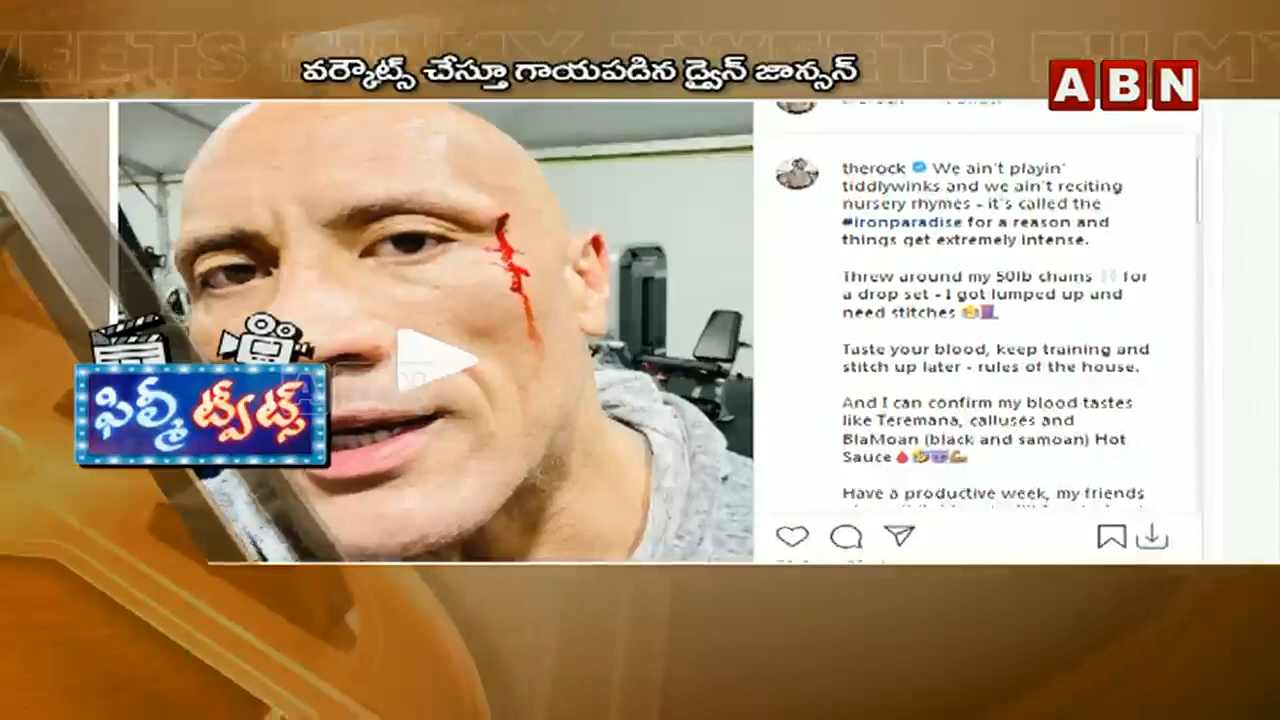 వర్కౌట్స్ చేస్తూ గాయపడిన డ్వైన్ జాన్సన్
ABN
therock We ain't playin'
tiddlywinks and we ain't reciting
nursery rhymes - it's called the
#ironparadise for a reason and
things get extremely intense.
Threw around my 50lb chains ⛓ for
a drop set - I got lumped up and
need stitches
Taste your blood, keep training and
stitch up later - rules of the house.
And I can confirm my blood tastes
like Teremana, calluses and
BlaMoan (black and samoan) Hot
Sauce🩸
Have a productive week, my friends
ఫిల్మీ ట్వీట్స్